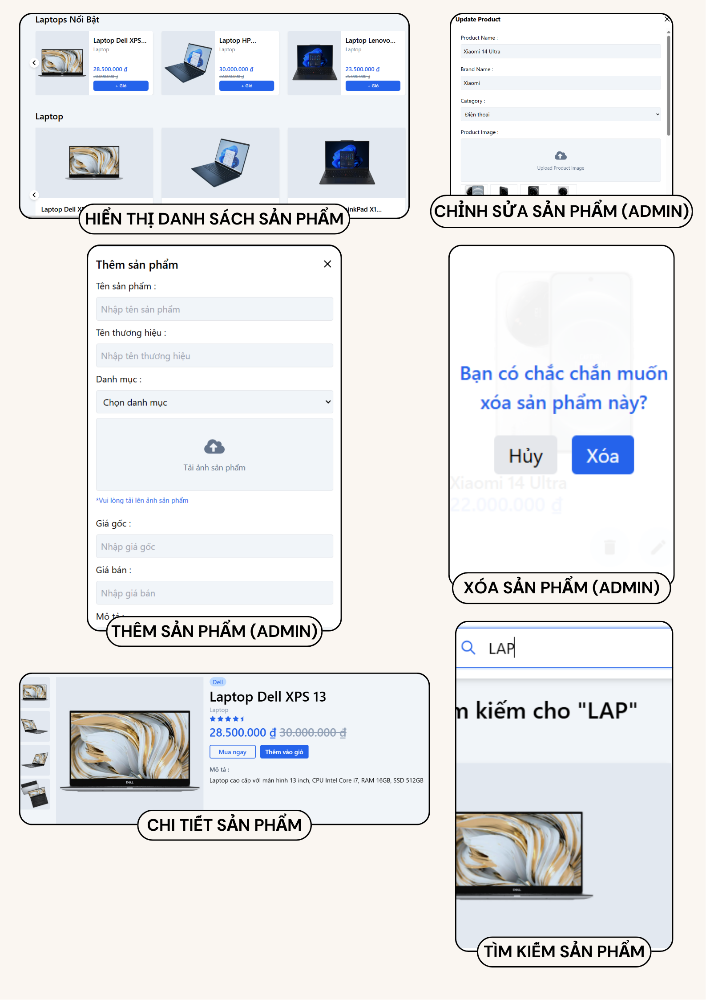 Laptops Nổi Bật
Laptop Dell XPS...
Laptop
28.500.000 ₫
30.000.000 ₫
+ Giỏ
Laptop HP...
Laptop
30.000.000 ₫
32.000.000 ₫
+ Giỏ
Laptop Lenovo...
Laptop
23.500.000 ₫
25.000.000 ₫
+ Giỏ
Laptop
Laptop Dell
inkPad X1...
HIỂN THỊ DANH SÁCH SẢN PHẨM
Update Product
Product Name :
Xiaomi 14 Ultra
Brand Name :
Xiaomi
Category :
Điện thoại
Product Image :
Upload Product Image
CHỈNH SỬA SẢN PHẨM (ADMIN)
Thêm sản phẩm
Tên sản phẩm :
Nhập tên sản phẩm
Tên thương hiệu :
Nhập tên thương hiệu
Danh mục :
Chọn danh mục
Tải ảnh sản phẩm
*Vui lòng tải lên ảnh sản phẩm
Giá gốc :
Nhập giá gốc
Giá bán :
Nhập giá bán
Mô tả :
THÊM SẢN PHẨM (ADMIN)
Bạn có chắc chắn muốn
xóa sản phẩm này?
Hủy
Xóa
Xiaomi 14 Ultra
22.000.000 ₫
XÓA SẢN PHẨM (ADMIN)
Dell
Laptop Dell XPS 13
Laptop
28.500.000 ₫ 30.000.000 ₫
Mua ngay
Thêm vào giỏ
Mô tả :
Laptop cao cấp với màn hình 13 inch, CPU Intel Core i7, RAM 16GB, SSD 512GB
DELL
CHI TIẾT SẢN PHẨM
LAP
m kiếm cho "LAP"
DELL
TÌM KIẾM SẢN PHẨM